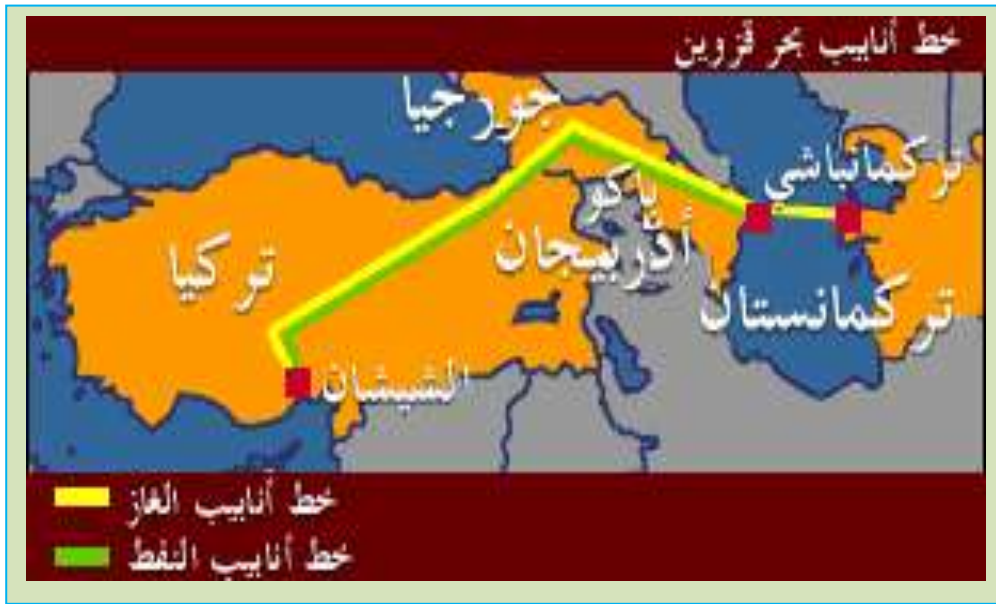 خط أنابيب بحر قزوين
جورجيا
تركمانباشي
باكو
أذربيجان
تركيا
تركمانستان
الشيشان
خط أنابيب الغاز
خط أنابيب النفط